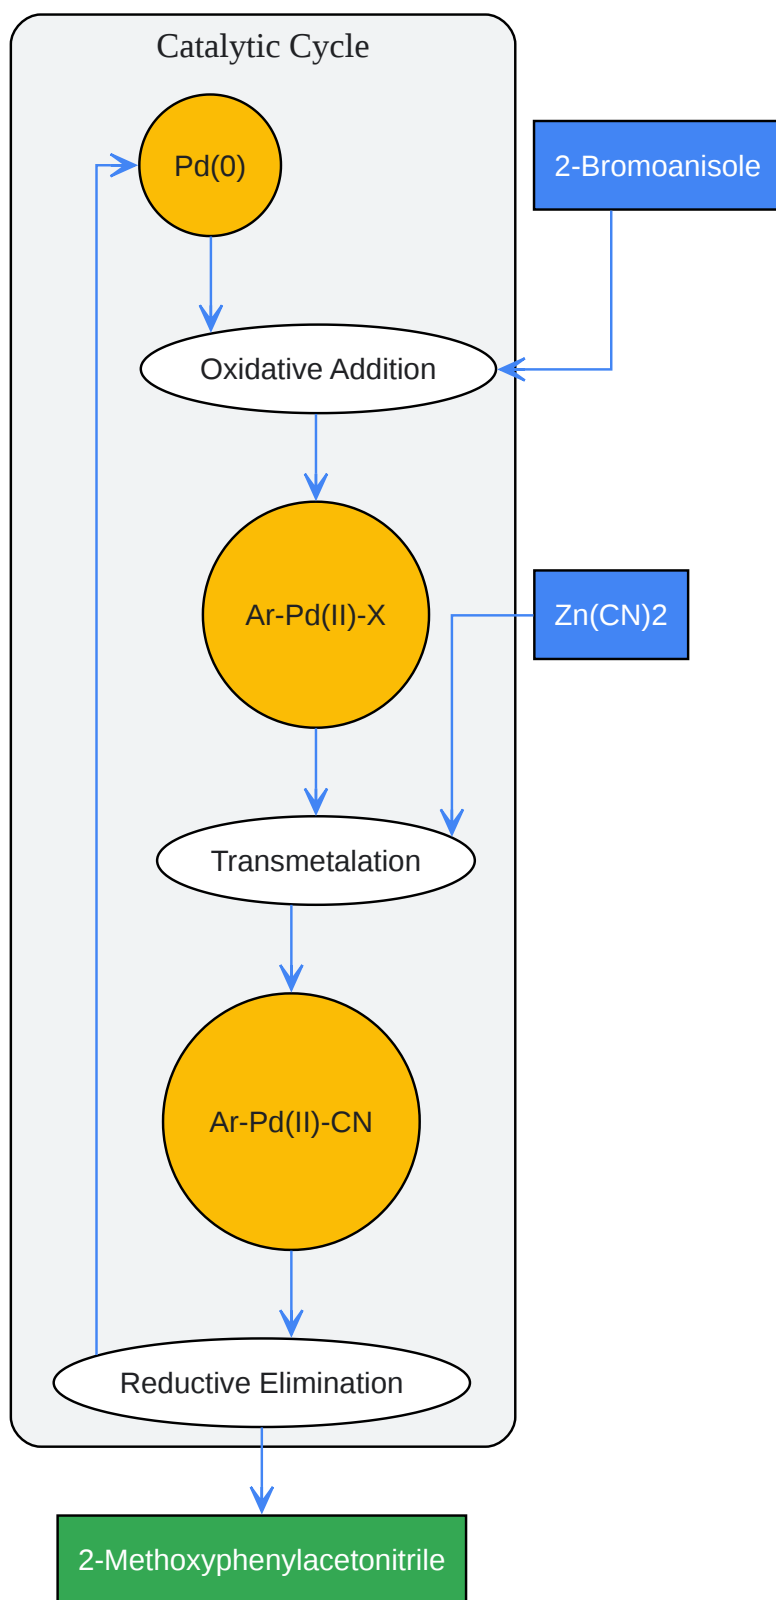 Catalytic Cycle
Pd(0)
2-Bromoanisole
Oxidative Addition
Ar-Pd(II)-X
Zn(CN)2
Transmetalation
Ar-Pd(II)-CN
Reductive Elimination
2-Methoxyphenylacetonitrile